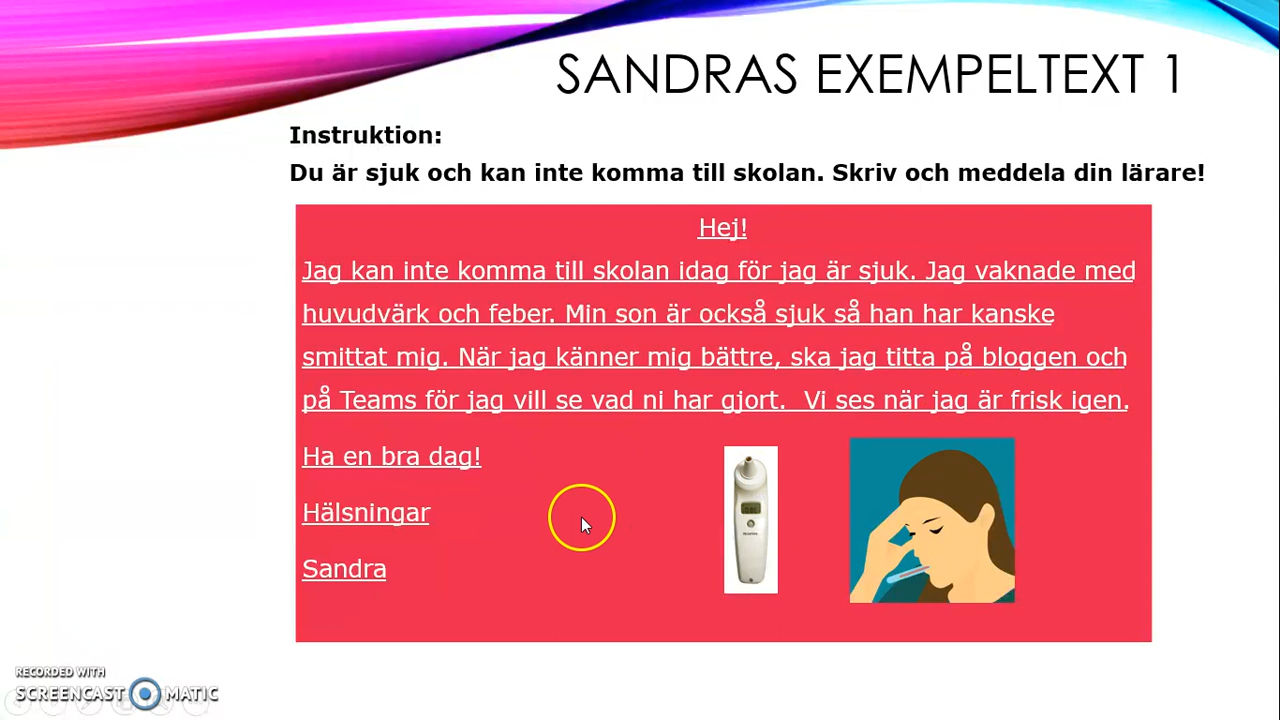 SANDRAS EXEMPELTEXT 1
Instruktion:
Du är sjuk och kan inte komma till skolan. Skriv och meddela din lärare!
Hej!
Jag kan inte komma till skolan idag för jag är sjuk. Jag vaknade med
huvudvärk och feber. Min son är också sjuk så han har kanske
smittat mig. När jag känner mig bättre, ska jag titta på bloggen och
på Teams för jag vill se vad ni har gjort.  Vi ses när jag är frisk igen.
Ha en bra dag!
Hälsningar
Sandra
RECORDED WITH
SCREENCAST MATIC